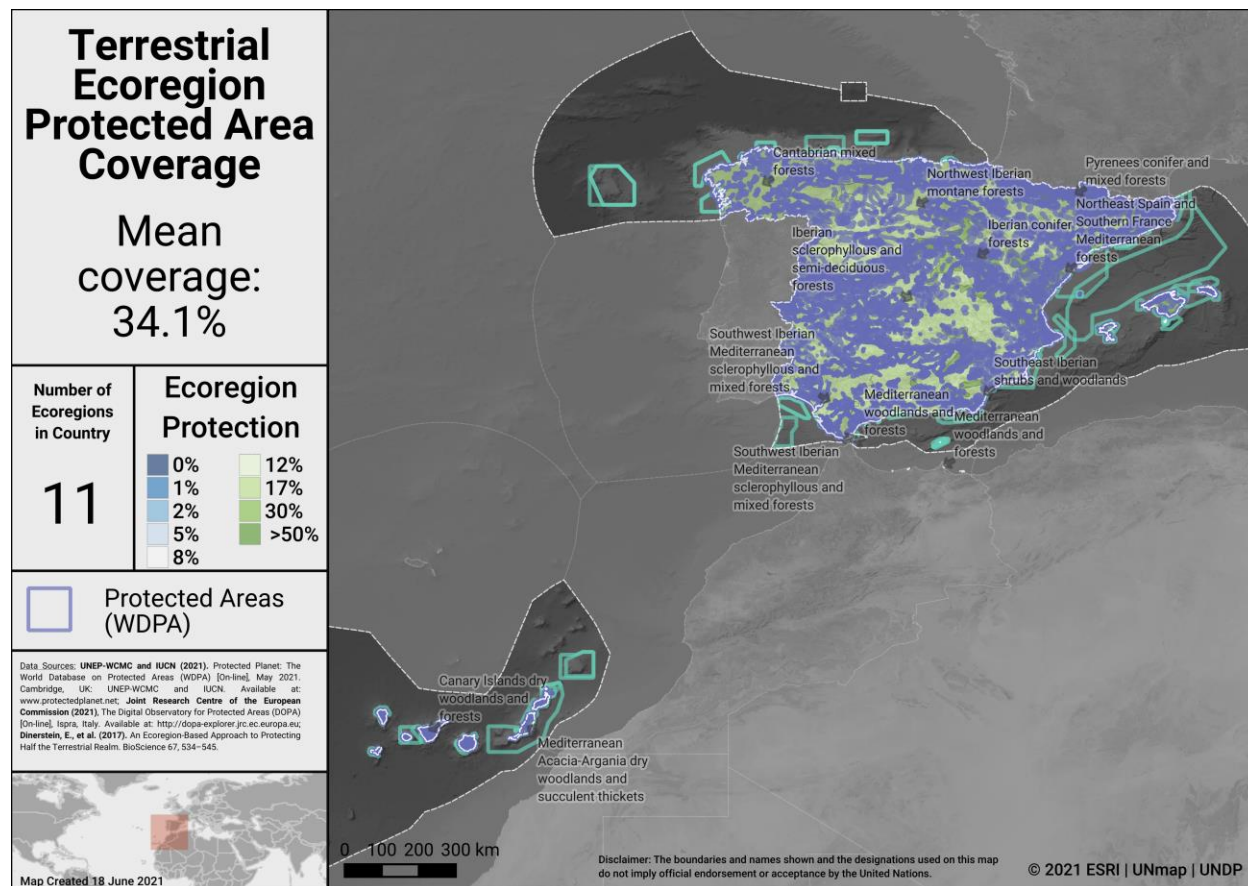 Terrestrial
Ecoregion
Protected Area
Coverage
Mean
coverage:
34.1%
Number of
Ecoregions
in Country
11
Ecoregion
Protection
0%
1%
2%
5%
8%
12%
17%
30%
>50%
Protected Areas
(WDPA)
Data Sources: UNEP-WCMC and IUCN (2021). Protected Planet: The
World Database on Protected Areas (WDPA) [On-line], May 2021.
Cambridge, UK: UNEP-WCMC and IUCN. Available at:
www.protectedplanet.net; Joint Research Centre of the European
Commission (2021), The Digital Observatory for Protected Areas (DOPA)
[On-line], Ispra, Italy. Available at: http://dopa-explorer.jrc.ec.europa.eu;
Dinerstein, E., et al. (2017). An Ecoregion-Based Approach to Protecting
Half the Terrestrial Realm. BioScience 67, 534–545.
Map Created 18 June 2021
Cantabrian mixed
forests
Northwest Iberian
montane forests
Pyrenees conifer and
mixed forests
Northeast Spain and
Southern France
Mediterranean
forests
Iberian conifer
forests
Iberian
sclerophyllous and
semi-deciduous
forests
Southwest Iberian
Mediterranean
sclerophyllous and
mixed forests
Southeast Iberian
shrubs and woodlands
Mediterranean
woodlands and
forests
Mediterranean
woodlands and
forests
Southwest Iberian
Mediterranean
sclerophyllous and
mixed forests
Canary Islands dry
woodlands and
forests
Mediterranean
Acacia-Argania dry
woodlands and
succulent thickets
0 100 200 300 km
Disclaimer: The boundaries and names shown and the designations used on this map
do not imply official endorsement or acceptance by the United Nations.
© 2021 ESRI | UNmap | UNDP